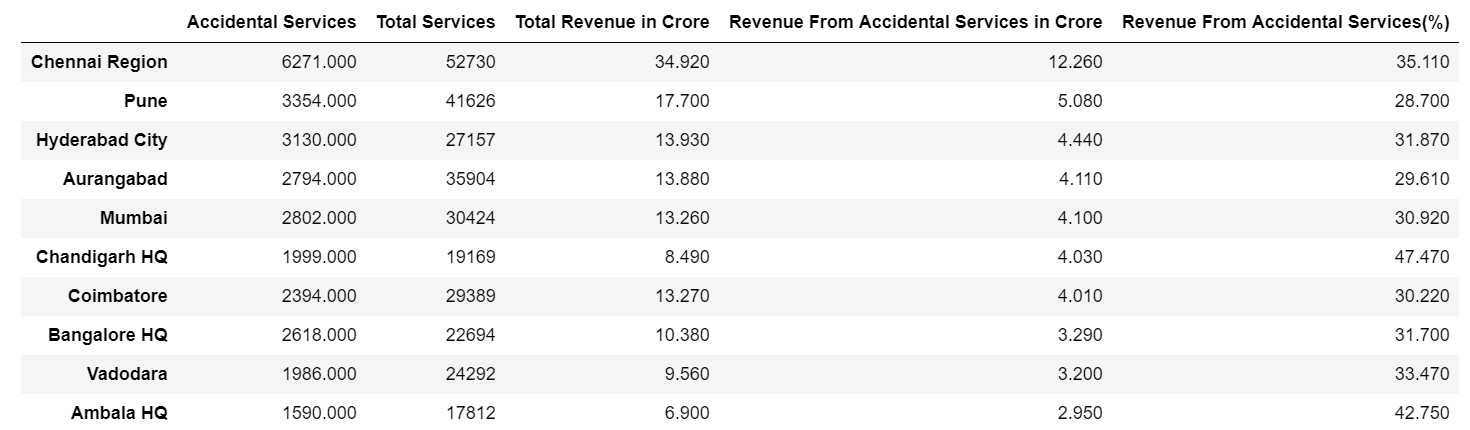 Accidental Services Total Services Total Revenue in Crore Revenue From Accidental Services in Crore Revenue From Accidental Services(%)
Chennai Region 6271.000 52730 34.920 12.260 35.110
Pune 3354.000 41626 17.700 5.080 28.700
Hyderabad City 3130.000 27157 13.930 4.440 31.870
Aurangabad 2794.000 35904 13.880 4.110 29.610
Mumbai 2802.000 30424 13.260 4.100 30.920
Chandigarh HQ 1999.000 19169 8.490 4.030 47.470
Coimbatore 2394.000 29389 13.270 4.010 30.220
Bangalore HQ 2618.000 22694 10.380 3.290 31.700
Vadodara 1986.000 24292 9.560 3.200 33.470
Ambala HQ 1590.000 17812 6.900 2.950 42.750